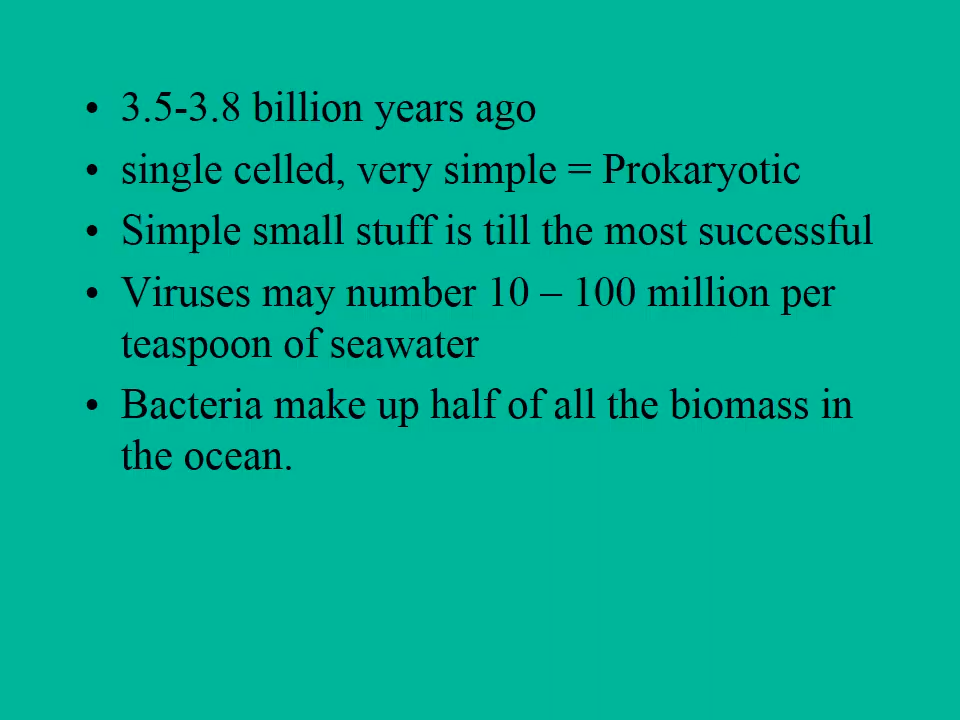 • 3.5-3.8 billion years ago
• single celled, very simple = Prokaryotic
• Simple small stuff is till the most successful
• Viruses may number 10 – 100 million per
teaspoon of seawater
• Bacteria make up half of all the biomass in
the ocean.